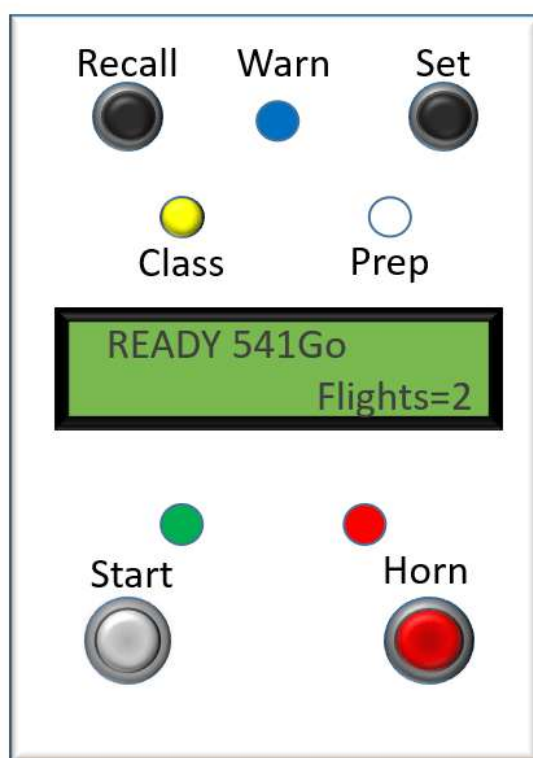 Recall Warn Set
Class Prep
READY 541Go
Flights=2
Start Horn